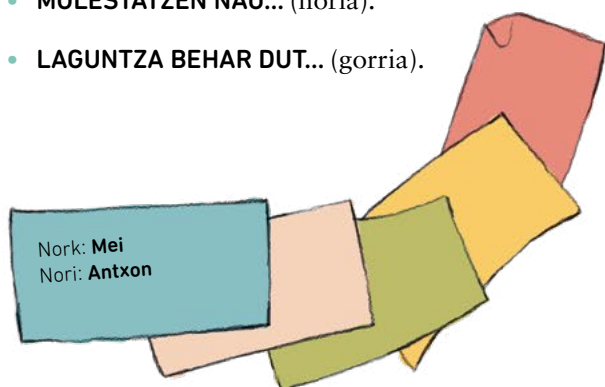 • MOLESTATZEN NAU... (horia).
• LAGUNTZA BEHAR DUT... (gorria).
Nork: Mei
Nori: Antxon